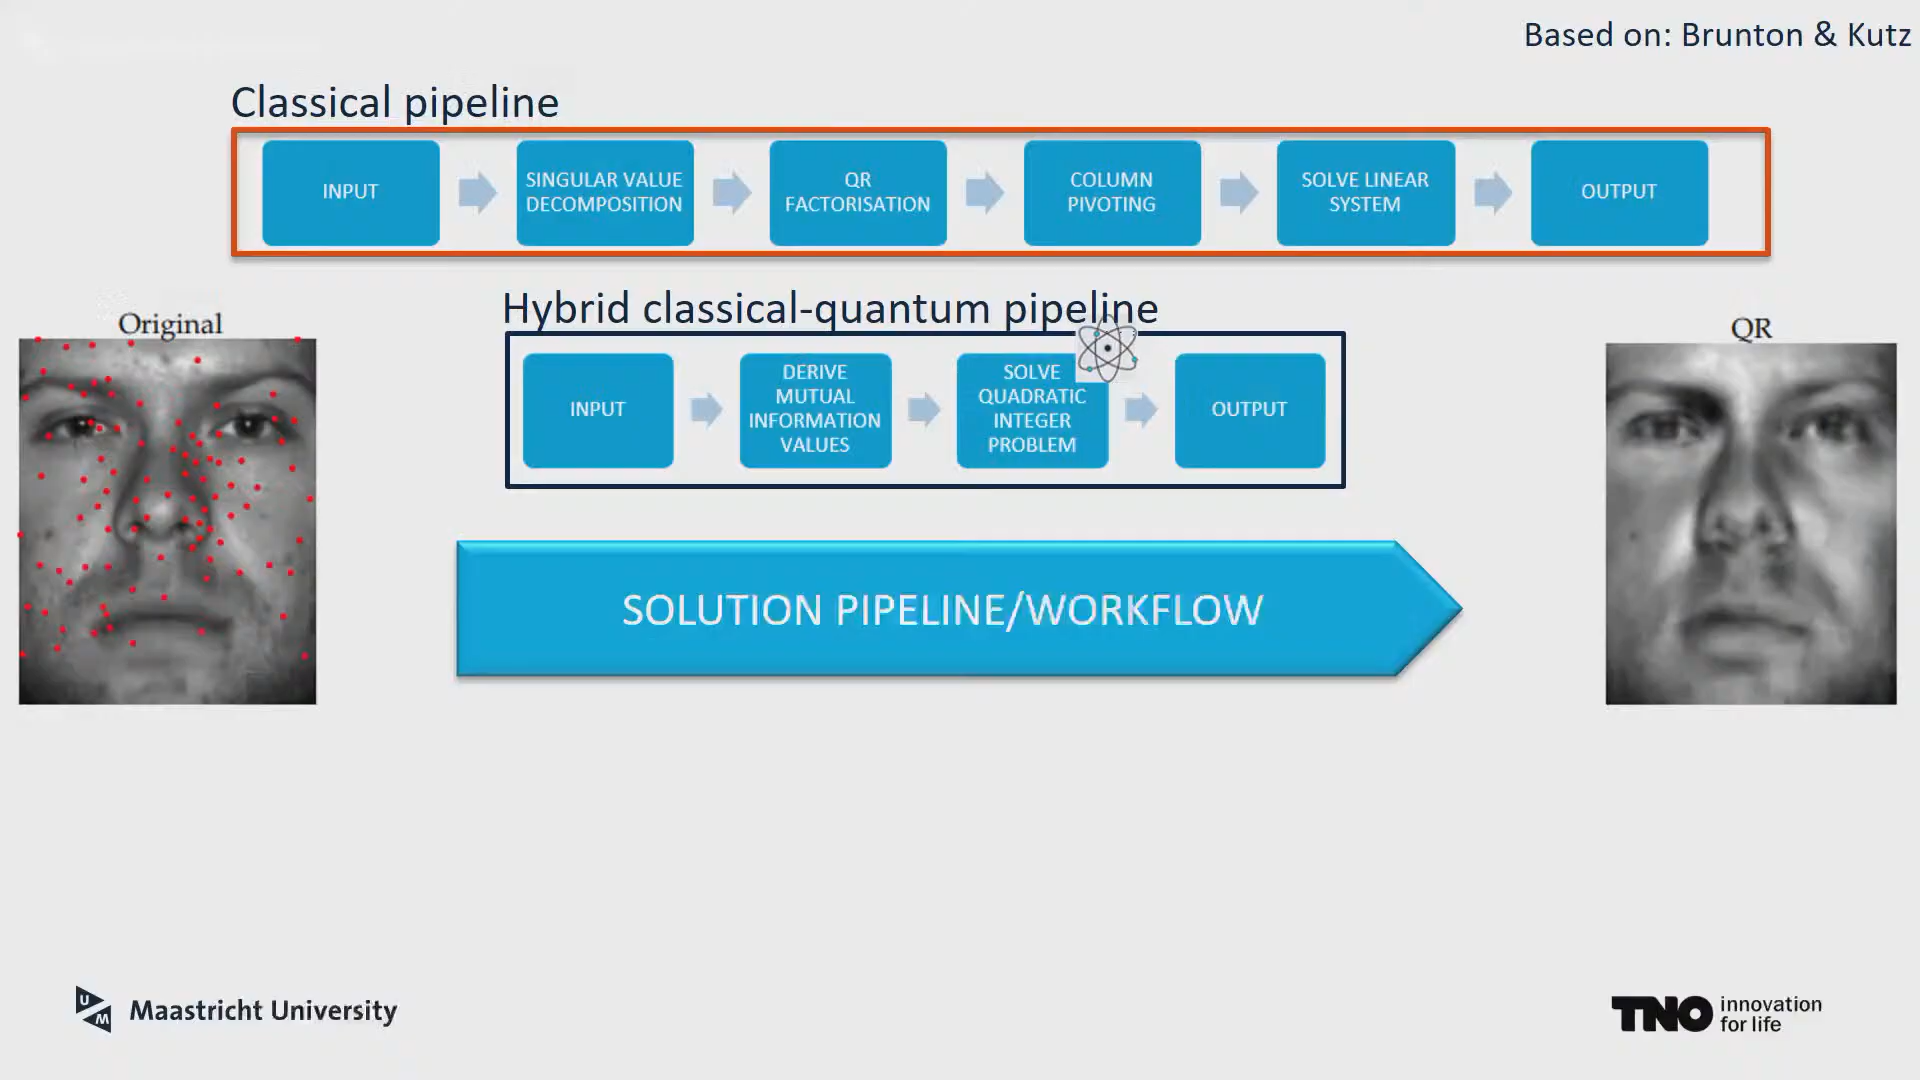 Based on: Brunton & Kutz
Classical pipeline
INPUT
SINGULAR VALUE
DECOMPOSITION
QR
FACTORISATION
COLUMN
PIVOTING
SOLVE LINEAR
SYSTEM
OUTPUT
Hybrid classical-quantum pipeline
INPUT
DERIVE
MUTUAL
INFORMATION
VALUES
SOLVE
QUADRATIC
INTEGER
PROBLEM
OUTPUT
Original
QR
SOLUTION PIPELINE/WORKFLOW
UM
Maastricht University
TNO innovation
for life